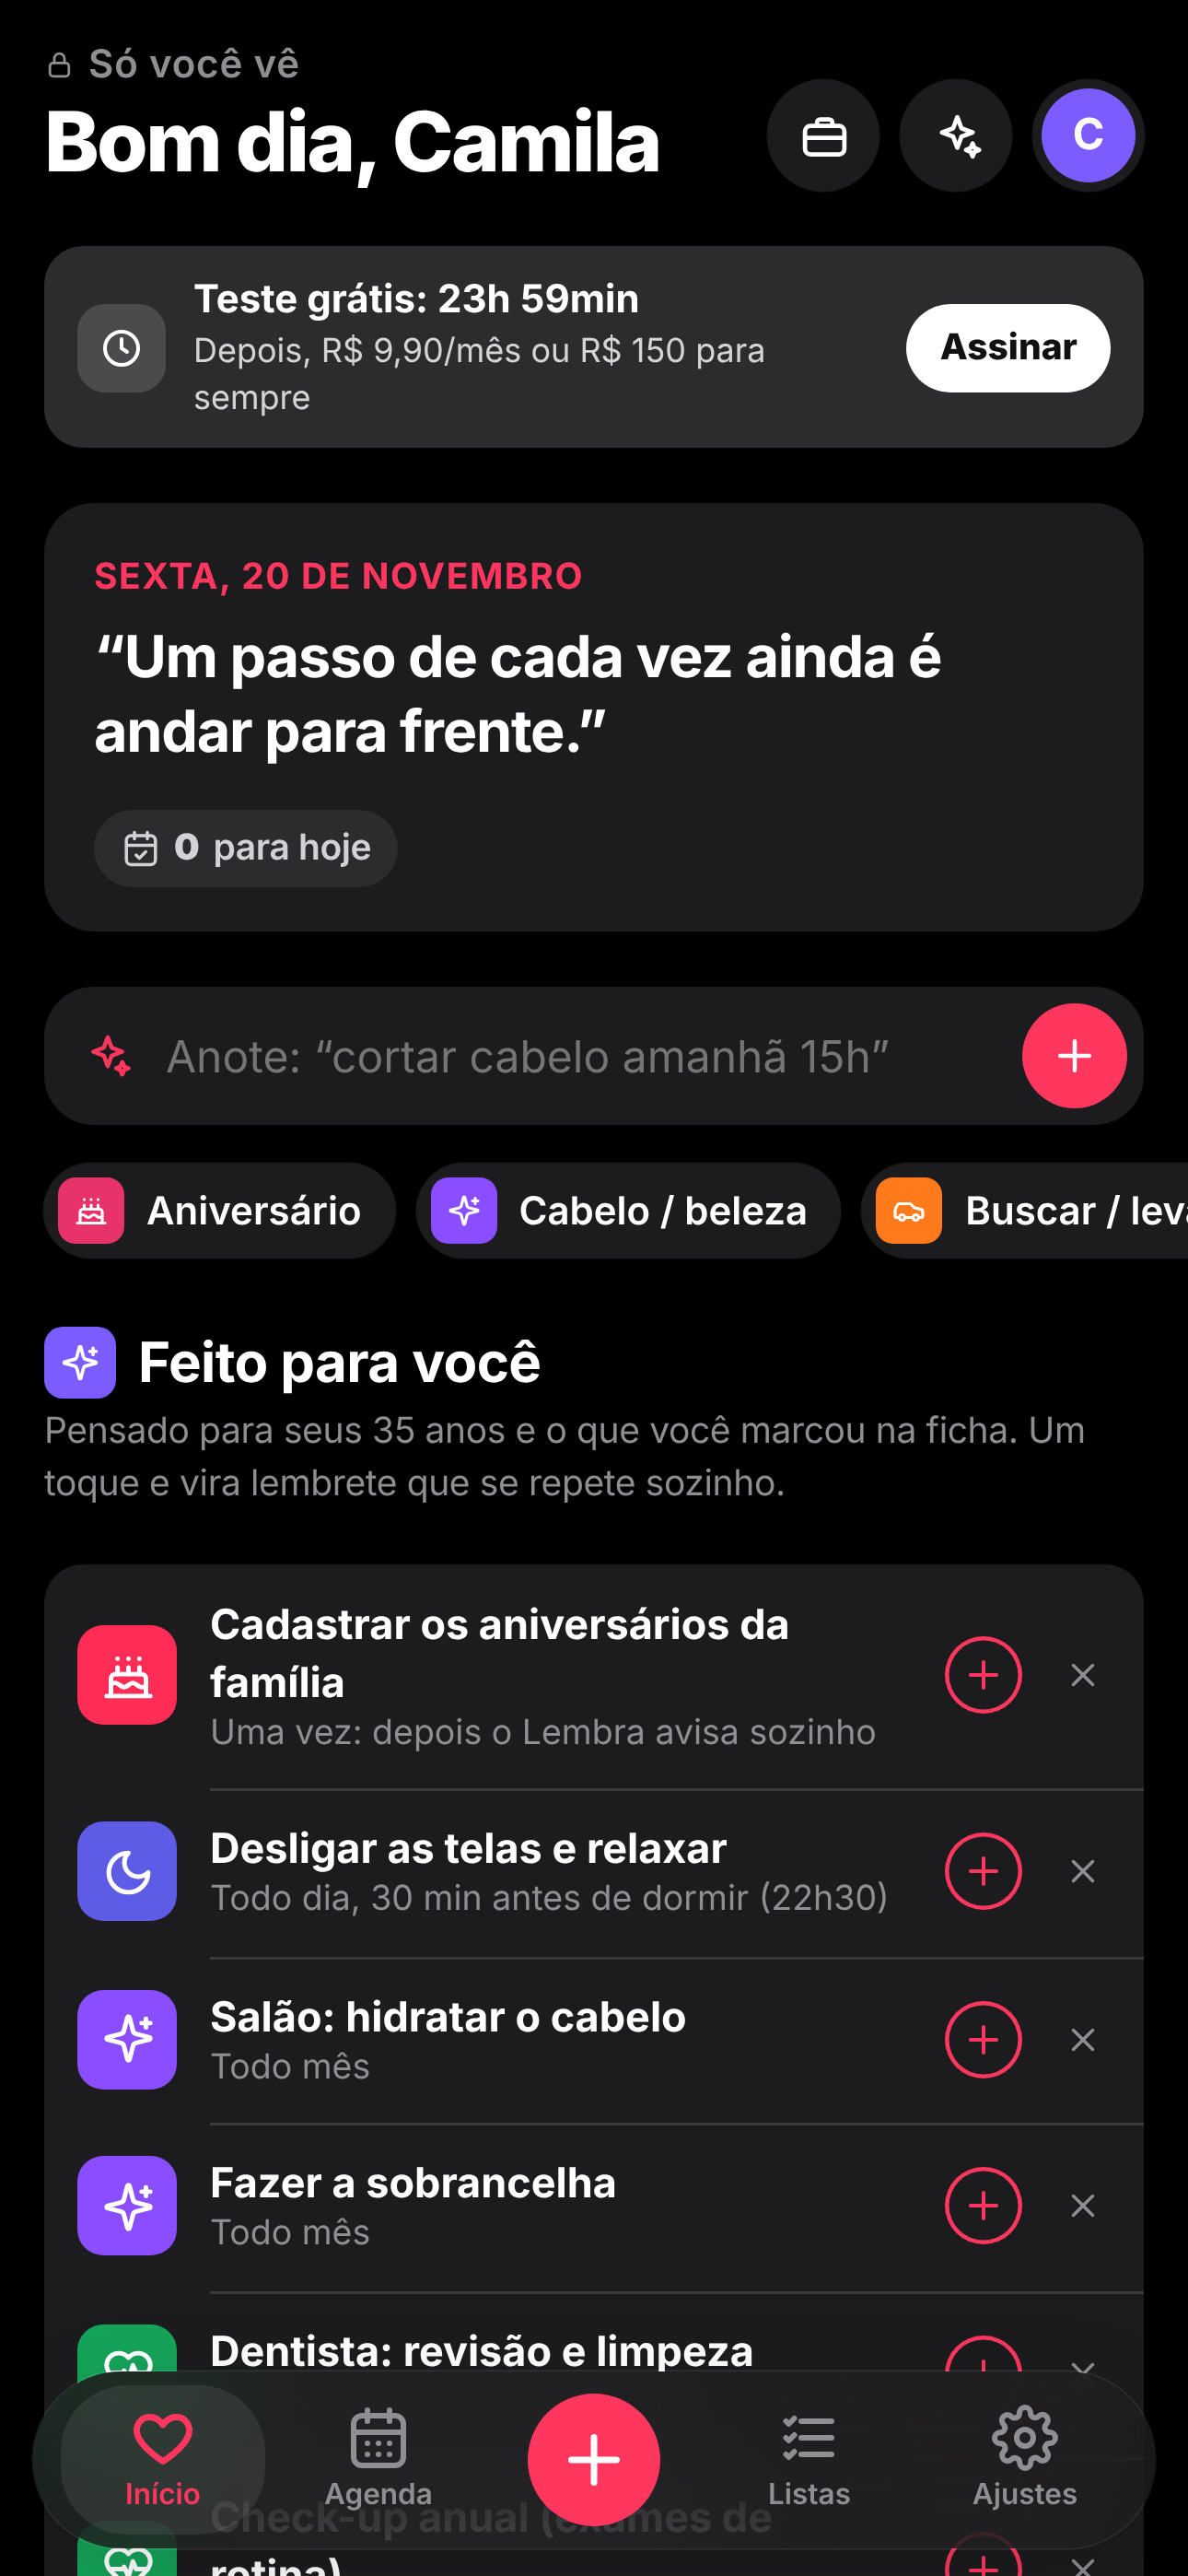 Só você vê
Bom dia, Camila
C
Teste grátis: 23h 59min
Depois, R$ 9,90/mês ou R$ 150 para
sempre
Assinar
SEXTA, 20 DE NOVEMBRO
“Um passo de cada vez ainda é
andar para frente.”
0 para hoje
Anote: “cortar cabelo amanhã 15h”
Aniversário
Cabelo / beleza
Buscar / lev
Feito para você
Pensado para seus 35 anos e o que você marcou na ficha. Um
toque e vira lembrete que se repete sozinho.
Cadastrar os aniversários da
família
Uma vez: depois o Lembra avisa sozinho
Desligar as telas e relaxar
Todo dia, 30 min antes de dormir (22h30)
Salão: hidratar o cabelo
Todo mês
Fazer a sobrancelha
Todo mês
Dentista: revisão e limpeza
Início
Agenda
Listas
Ajustes
Check-up anual (exames de
rotina)